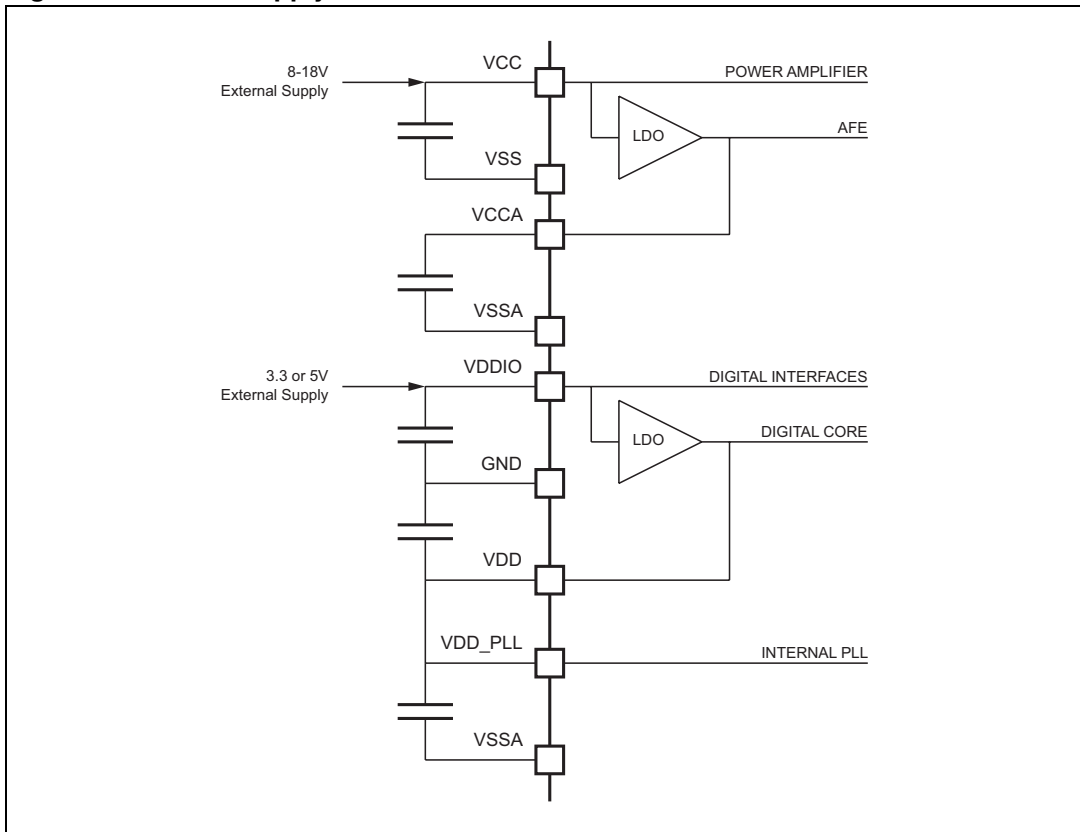 VCC
8-18V
External Supply
POWER AMPLIFIER
LDO
AFE
VSS
VCCA
VSSA
VDDIO
3.3 or 5V
External Supply
DIGITAL INTERFACES
LDO
DIGITAL CORE
GND
VDD
VDD_PLL
INTERNAL PLL
VSSA